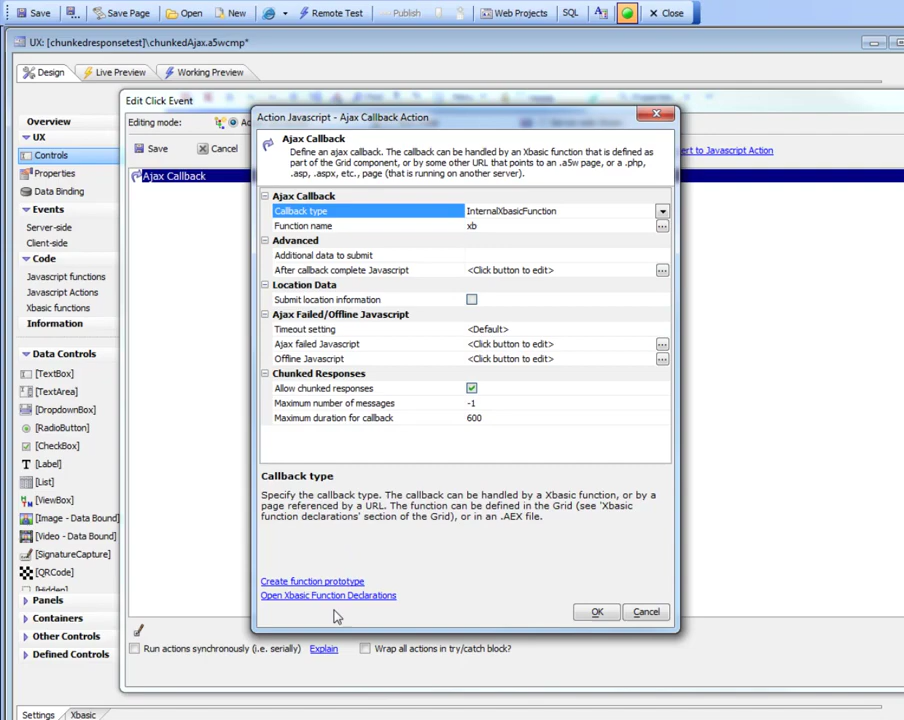 Save Save Page Open New Remote Test Publish Web Projects SQL Close
UX: [chunkedresponsetest]\chunkedAjax.a5wcmp*
Design Live Preview Working Preview
Overview
UX
Controls
Properties
Data Binding
Events
Server-side
Client-side
Code
Javascript functions
Javascript Actions
Xbasic functions
Information
Data Controls
[TextBox]
[TextArea]
[DropdownBox]
[RadioButton]
[CheckBox]
[Label]
[List]
[ViewBox]
[Image - Data Bound]
[Video - Data Bound]
[SignatureCapture]
[QRCode]
[Hidden]
Panels
Containers
Other Controls
Defined Controls
Settings Xbasic
Edit Click Event
Editing mode:
Save Cancel
ert to Javascript Action
Ajax Callback
Action Javascript - Ajax Callback Action
Ajax Callback
Define an ajax callback. The callback can be handled by an Xbasic function that is defined as
part of the Grid component, or by some other URL that points to an .a5w page, or a .php,
.asp, .aspx, etc., page (that is running on another server).
Ajax Callback
Callback type InternalXbasicFunction
Function name xb
Advanced
Additional data to submit
After callback complete Javascript <Click button to edit>
Location Data
Submit location information
Ajax Failed/Offline Javascript
Timeout setting <Default>
Ajax failed Javascript <Click button to edit>
Offline Javascript <Click button to edit>
Chunked Responses
Allow chunked responses
Maximum number of messages -1
Maximum duration for callback 600
Callback type
Specify the callback type. The callback can be handled by a Xbasic function, or by a
page referenced by a URL. The function can be defined in the Grid (see 'Xbasic
function declarations' section of the Grid), or in an .AEX file.
Create function prototype
Open Xbasic Function Declarations
OK Cancel
Run actions synchronously (i.e. serially) Explain Wrap all actions in try/catch block?